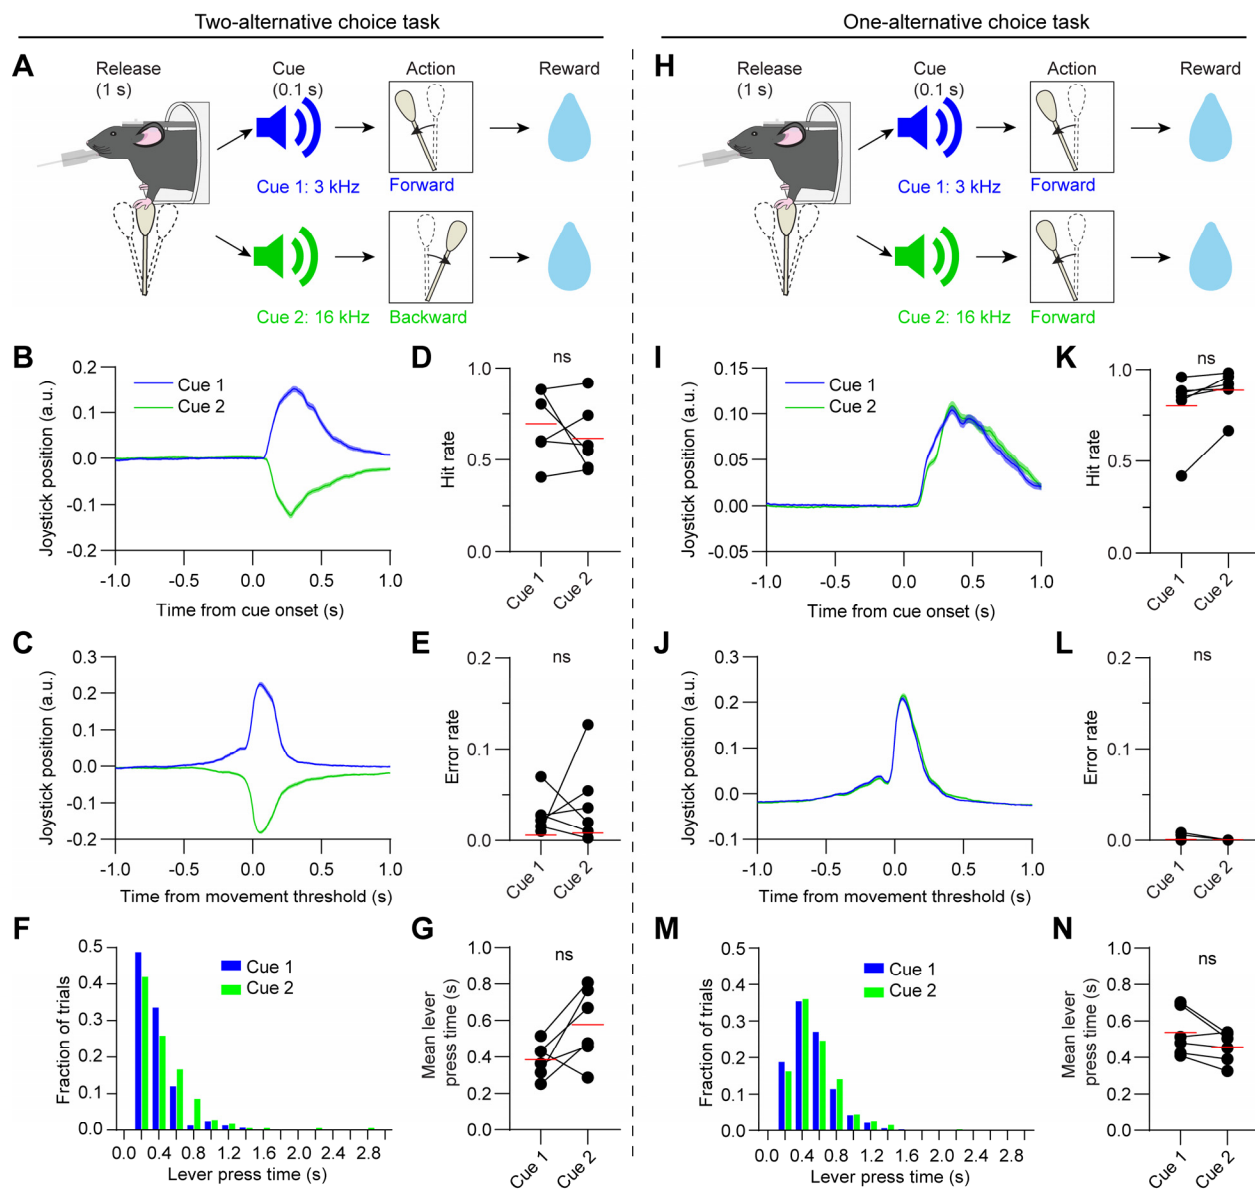 Two-alternative choice task
A
Release
(1 s)
Cue
(0.1 s)
Action
Reward
Cue 1: 3 kHz
Forward
Cue 2: 16 kHz
Backward
B
0.2
0.1
0.0
-0.1
-0.2
Joystick position (a.u.)
Cue 1
Cue 2
-1.0 -0.5 0.0 0.5 1.0
Time from cue onset (s)
D
ns
1.0
0.5
0.0
Hit rate
Cue 1
Cue 2
C
0.3
0.2
0.1
0.0
-0.1
-0.2
Joystick position (a.u.)
-1.0 -0.5 0.0 0.5 1.0
Time from movement threshold (s)
E
ns
0.2
0.1
0.0
Error rate
Cue 1
Cue 2
F
0.5
0.4
0.3
0.2
0.1
0.0
Fraction of trials
Cue 1
Cue 2
0.0 0.4 0.8 1.2 1.6 2.0 2.4 2.8
Lever press time (s)
G
ns
1.0
0.8
0.6
0.4
0.2
0.0
Mean lever
press time (s)
Cue 1
Cue 2
One-alternative choice task
H
Release
(1 s)
Cue
(0.1 s)
Action
Reward
Cue 1: 3 kHz
Forward
Cue 2: 16 kHz
Forward
I
0.15
0.10
0.05
0.00
-0.05
Joystick position (a.u.)
Cue 1
Cue 2
-1.0 -0.5 0.0 0.5 1.0
Time from cue onset (s)
K
ns
1.0
0.5
0.0
Hit rate
Cue 1
Cue 2
J
0.3
0.2
0.1
0.0
-0.1
Joystick position (a.u.)
-1.0 -0.5 0.0 0.5 1.0
Time from movement threshold (s)
L
ns
0.2
0.1
0.0
Error rate
Cue 1
Cue 2
M
0.5
0.4
0.3
0.2
0.1
0.0
Fraction of trials
Cue 1
Cue 2
0.0 0.4 0.8 1.2 1.6 2.0 2.4 2.8
Lever press time (s)
N
ns
1.0
0.8
0.6
0.4
0.2
0.0
Mean lever
press time (s)
Cue 1
Cue 2